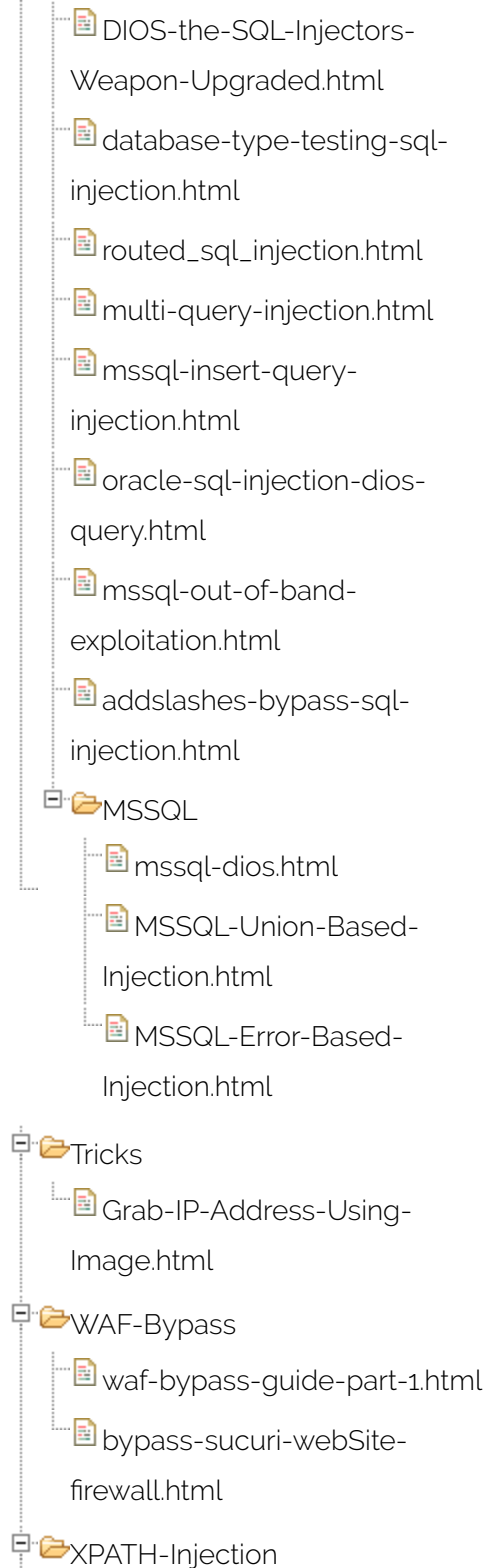 DIOS-the-SQL-Injectors-
Weapon-Upgraded.html
database-type-testing-sql-
injection.html
routed_sql_injection.html
multi-query-injection.html
mssql-insert-query-
injection.html
oracle-sql-injection-dios-
query.html
mssql-out-of-band-
exploitation.html
addslashes-bypass-sql-
injection.html
MSSQL
mssql-dios.html
MSSQL-Union-Based-
Injection.html
MSSQL-Error-Based-
Injection.html
Tricks
Grab-IP-Address-Using-
Image.html
WAF-Bypass
waf-bypass-guide-part-1.html
bypass-sucuri-webSite-
firewall.html
XPATH-Injection